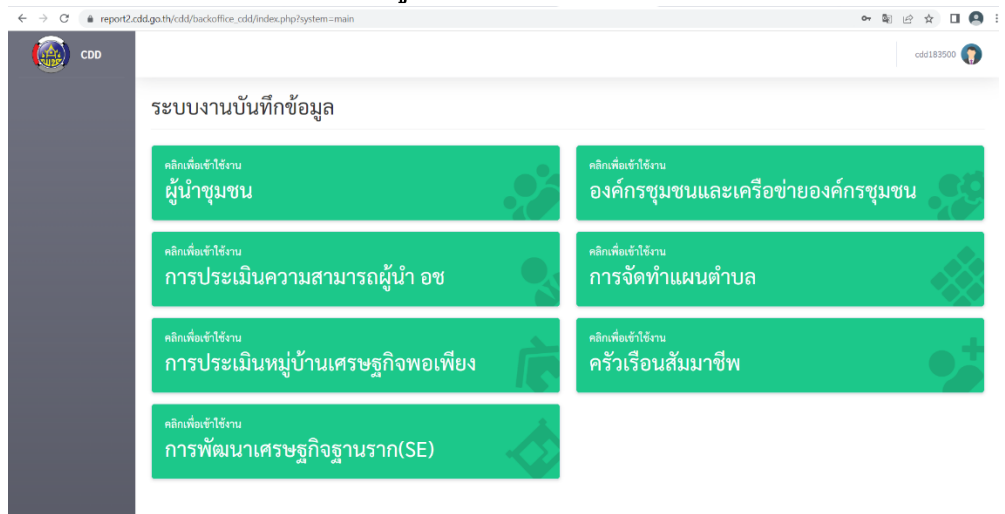 report2.cdd.go.th/cdd/backoffice_cdd/index.php?system=main
CDD
cdd183500
ระบบงานบันทึกข้อมูล
คลิกเพื่อเข้าใช้งาน
ผู้นำชุมชน
คลิกเพื่อเข้าใช้งาน
องค์กรชุมชนและเครือข่ายองค์กรชุมชน
คลิกเพื่อเข้าใช้งาน
การประเมินความสามารถผู้นำ อช
คลิกเพื่อเข้าใช้งาน
การจัดทำแผนตำบล
คลิกเพื่อเข้าใช้งาน
การประเมินหมู่บ้านเศรษฐกิจพอเพียง
คลิกเพื่อเข้าใช้งาน
ครัวเรือนสัมมาชีพ
คลิกเพื่อเข้าใช้งาน
การพัฒนาเศรษฐกิจฐานราก(SE)